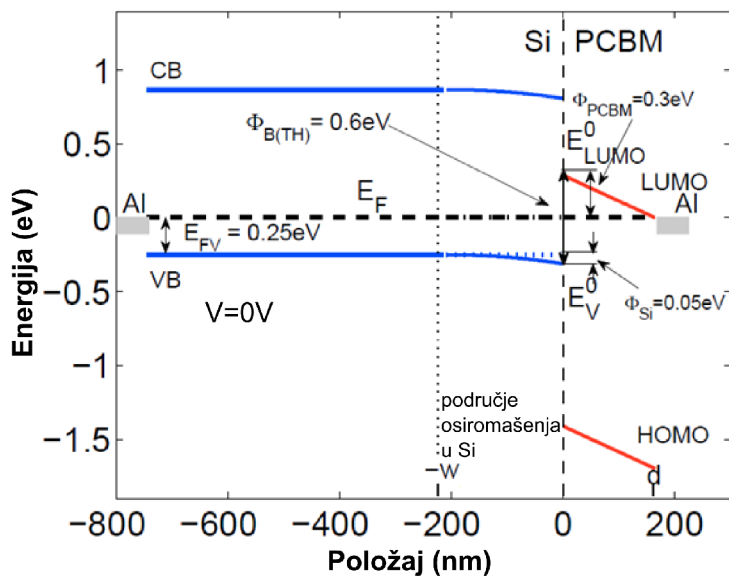 Si PCBM
CB
1
Φ_PCBM=0.3eV
Φ_B(TH) = 0.6eV
E⁰_LUMO
0.5
LUMO
Al
E_F
Al
0
E_FV = 0.25eV
VB
E⁰_V
Φ_Si=0.05eV
−0.5
V=0V
−1
područje
osiromašenja
u Si
HOMO
−1.5
−W
d
−800 −600 −400 −200 0 200
Položaj (nm)
Energija (eV)